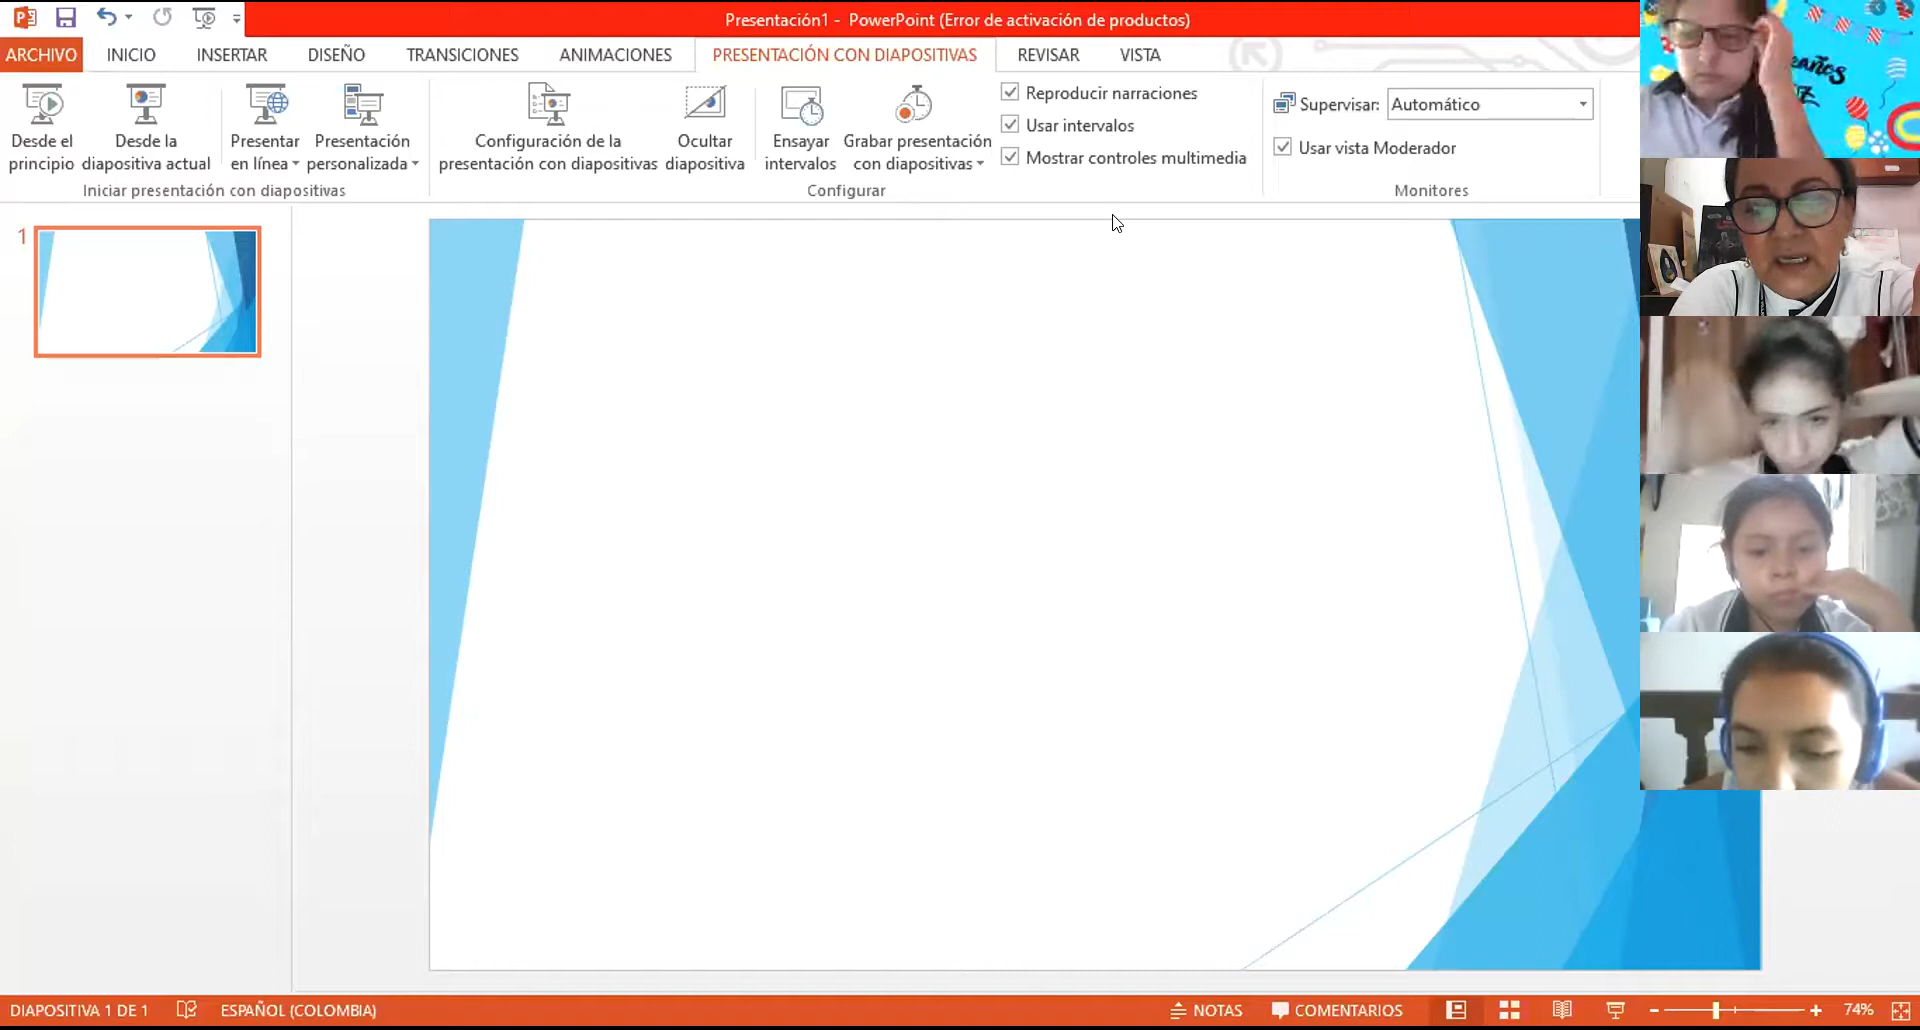 Presentación1 - PowerPoint (Error de activación de productos)
ARCHIVO INICIO INSERTAR DISEÑO TRANSICIONES ANIMACIONES PRESENTACIÓN CON DIAPOSITIVAS REVISAR VISTA
Desde el principio
Desde la diapositiva actual
Presentar en línea
Presentación personalizada
Iniciar presentación con diapositivas
Configuración de la presentación con diapositivas
Ocultar diapositiva
Ensayar intervalos
Grabar presentación con diapositivas
Reproducir narraciones
Usar intervalos
Mostrar controles multimedia
Configurar
Supervisar: Automático
Usar vista Moderador
Monitores
1
DIAPOSITIVA 1 DE 1 ESPAÑOL (COLOMBIA) NOTAS COMENTARIOS 74%